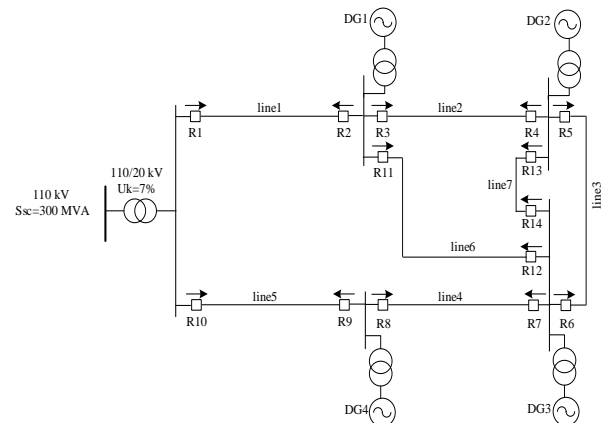 DG1
DG2
line1
line2
R1
R2
R3
R4
R5
R11
R13
110/20 kV
Uk=7%
110 kV
Ssc=300 MVA
line7
line3
R14
line6
R12
line5
line4
R10
R9
R8
R7
R6
DG4
DG3